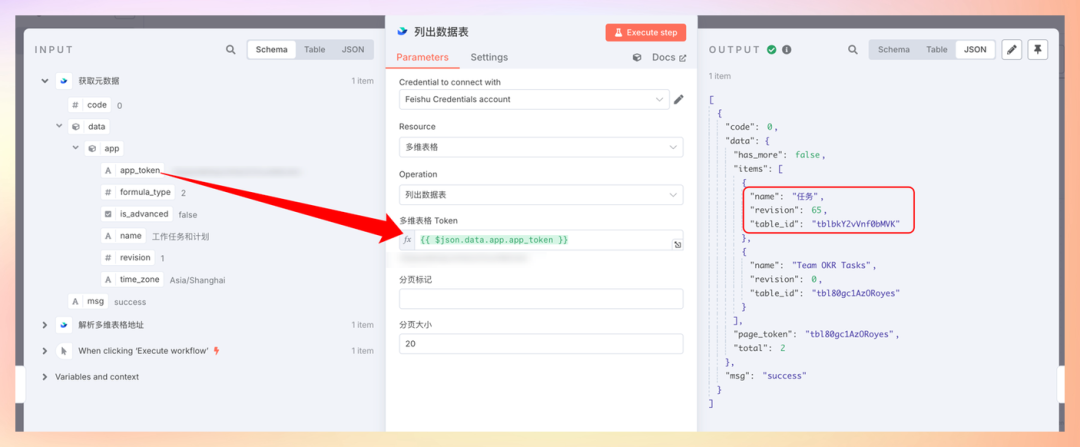 INPUT
Schema
Table
JSON
获取元数据
1 item
# code 0
data
app
A app_token
# formula_type 2
is_advanced false
A name 工作任务和计划
# revision 1
A time_zone Asia/Shanghai
A msg success
解析多维表格地址
1 item
When clicking ‘Execute workflow’
1 item
Variables and context
列出数据表
Execute step
Parameters
Settings
Docs
Credential to connect with
Feishu Credentials account
Resource
多维表格
Operation
列出数据表
多维表格 Token
fx {{ $json.data.app.app_token }}
分页标记
分页大小
20
OUTPUT
Schema
Table
JSON
1 item
[
{
"code": 0,
"data": {
"has_more": false,
"items": [
{
"name": "任务",
"revision": 65,
"table_id": "tblbkY2vVnf0bMVK"
},
{
"name": "Team OKR Tasks",
"revision": 0,
"table_id": "tbl80gc1AzORoyes"
}
],
"page_token": "tbl80gc1AzORoyes",
"total": 2
},
"msg": "success"
}
]